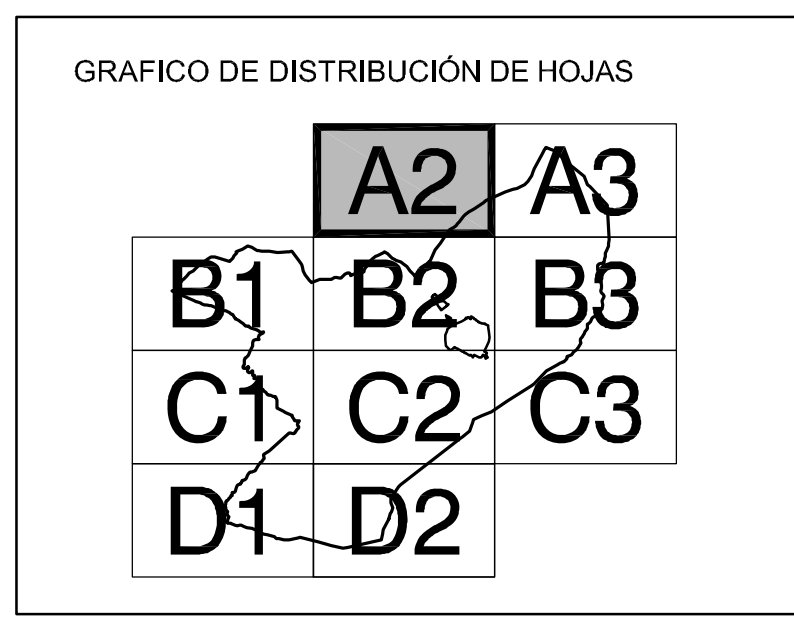 GRAFICO DE DISTRIBUCIÓN DE HOJAS
A2 A3
B1 B2 B3
C1 C2 C3
D1 D2